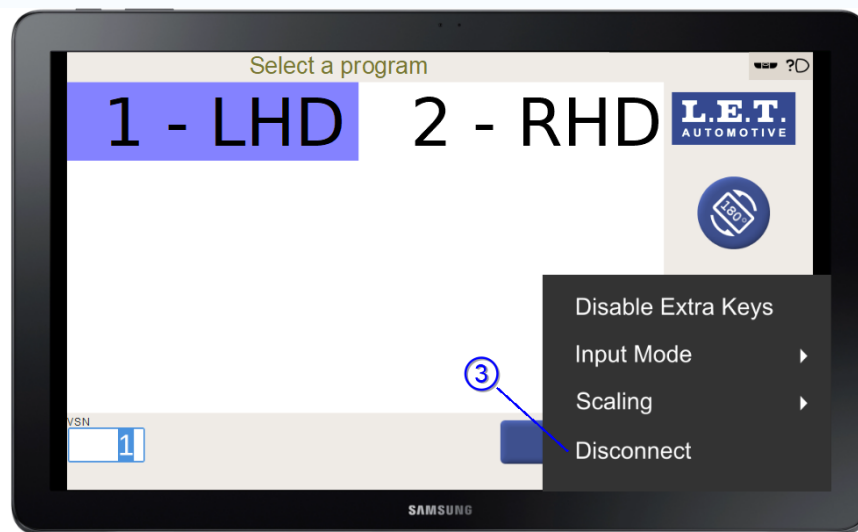 Select a program
?
1 - LHD 2 - RHD
L.E.T.
AUTOMOTIVE
180°
Disable Extra Keys
Input Mode
3
Scaling
VSN
1
Disconnect
SAMSUNG